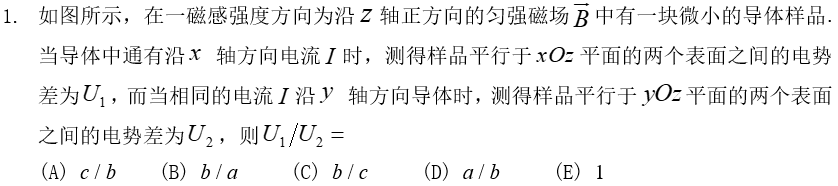 1. 如图所示，在一磁感强度方向为沿 z 轴正方向的匀强磁场 $\vec{B}$ 中有一块微小的导体样品.
当导体中通有沿 x 轴方向电流 I 时，测得样品平行于 xOz 平面的两个表面之间的电势
差为 U₁，而当相同的电流 I 沿 y 轴方向导体时，测得样品平行于 yOz 平面的两个表面
之间的电势差为 U₂，则 U₁/U₂ =
(A) c / b (B) b / a (C) b / c (D) a / b (E) 1